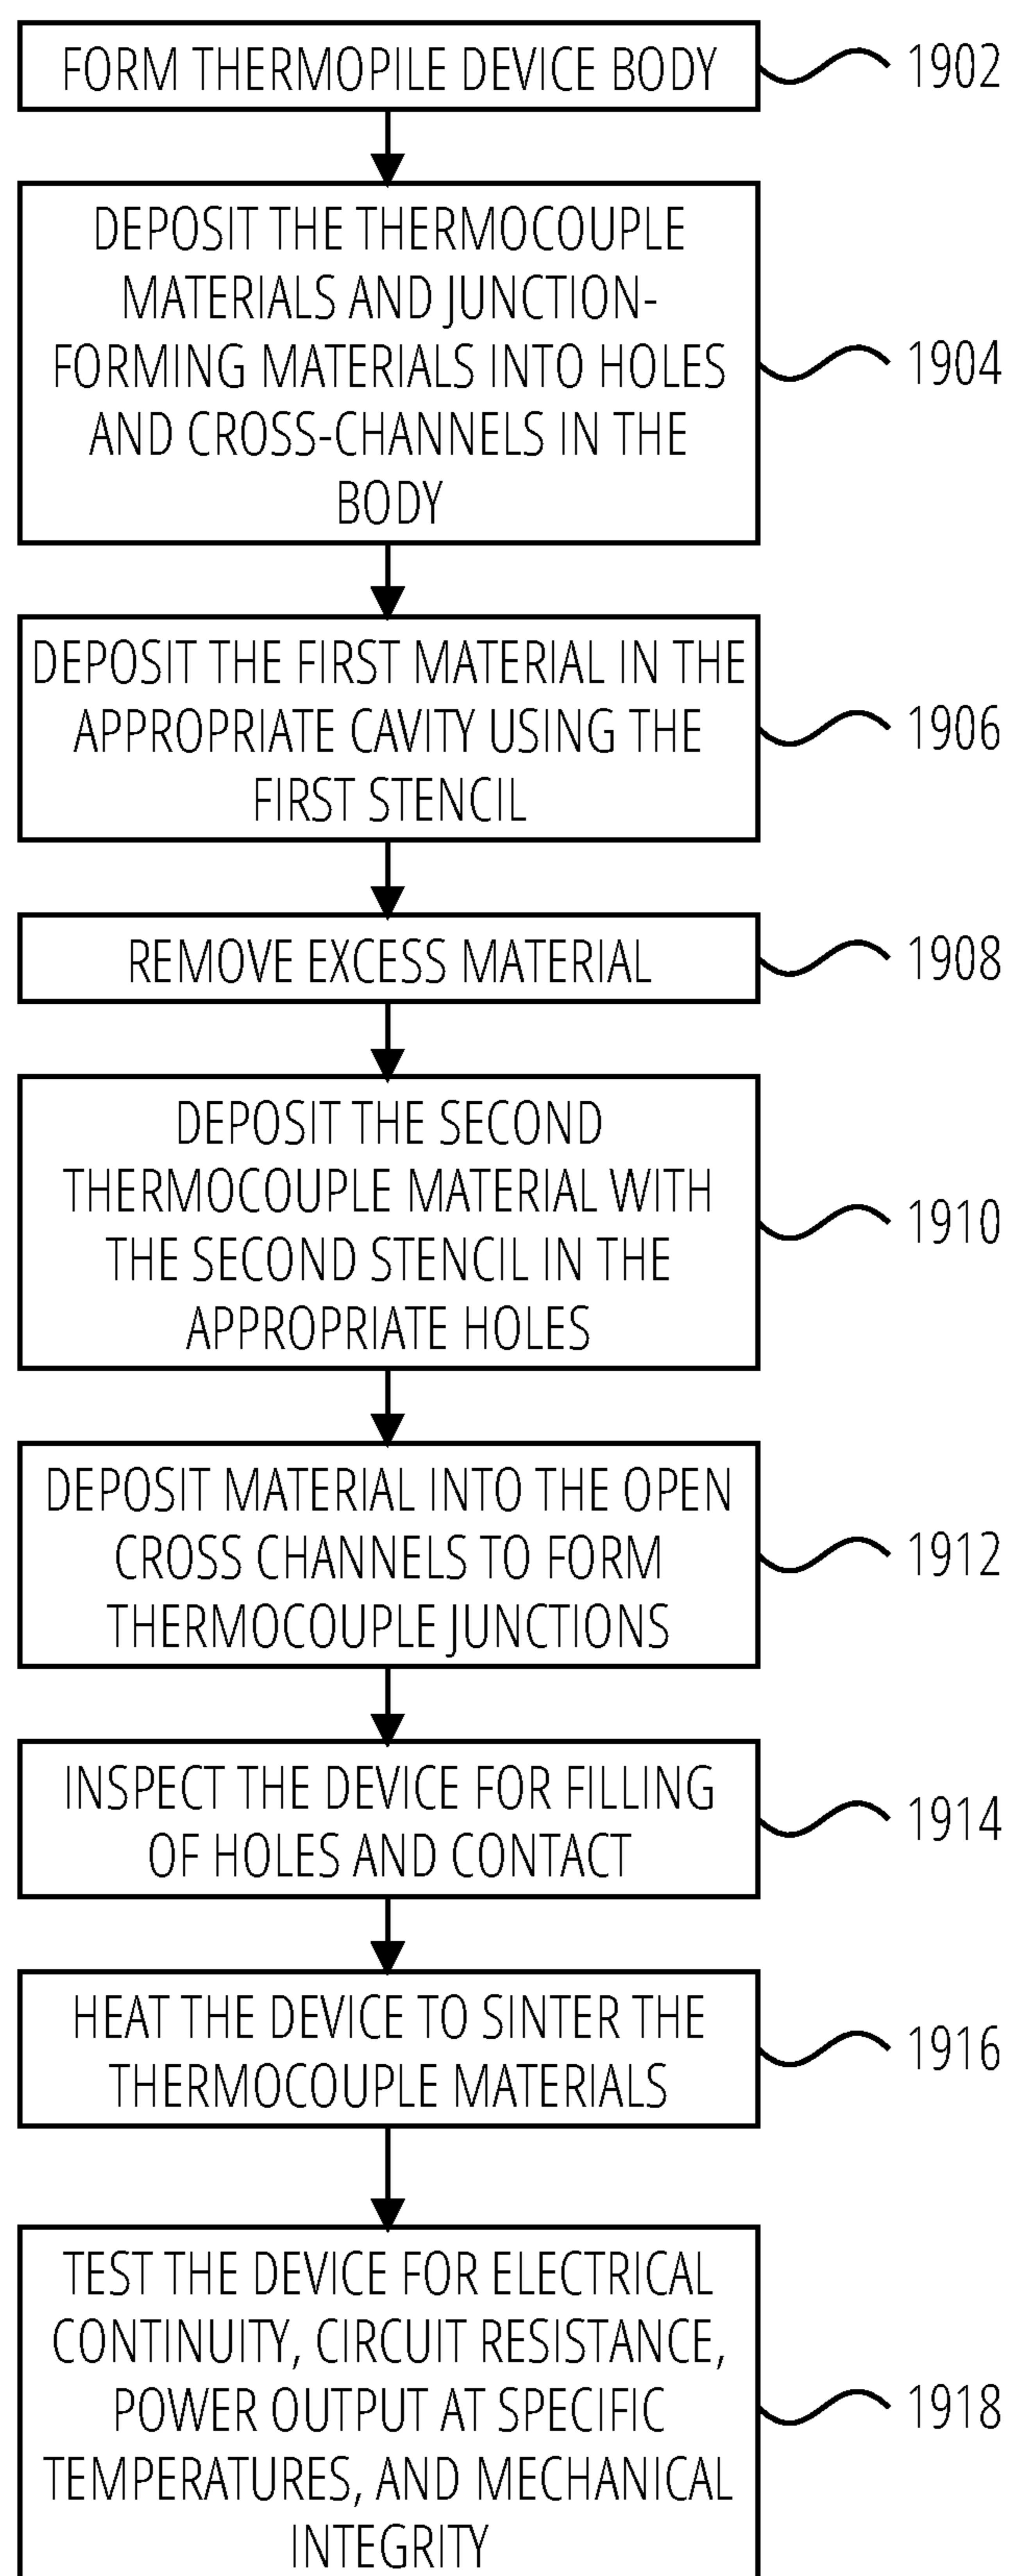 FORM THERMOPILE DEVICE BODY
1902
DEPOSIT THE THERMOCOUPLE
MATERIALS AND JUNCTION-
FORMING MATERIALS INTO HOLES
AND CROSS-CHANNELS IN THE
BODY
1904
DEPOSIT THE FIRST MATERIAL IN THE
APPROPRIATE CAVITY USING THE
FIRST STENCIL
1906
REMOVE EXCESS MATERIAL
1908
DEPOSIT THE SECOND
THERMOCOUPLE MATERIAL WITH
THE SECOND STENCIL IN THE
APPROPRIATE HOLES
1910
DEPOSIT MATERIAL INTO THE OPEN
CROSS CHANNELS TO FORM
THERMOCOUPLE JUNCTIONS
1912
INSPECT THE DEVICE FOR FILLING
OF HOLES AND CONTACT
1914
HEAT THE DEVICE TO SINTER THE
THERMOCOUPLE MATERIALS
1916
TEST THE DEVICE FOR ELECTRICAL
CONTINUITY, CIRCUIT RESISTANCE,
POWER OUTPUT AT SPECIFIC
TEMPERATURES, AND MECHANICAL
INTEGRITY
1918